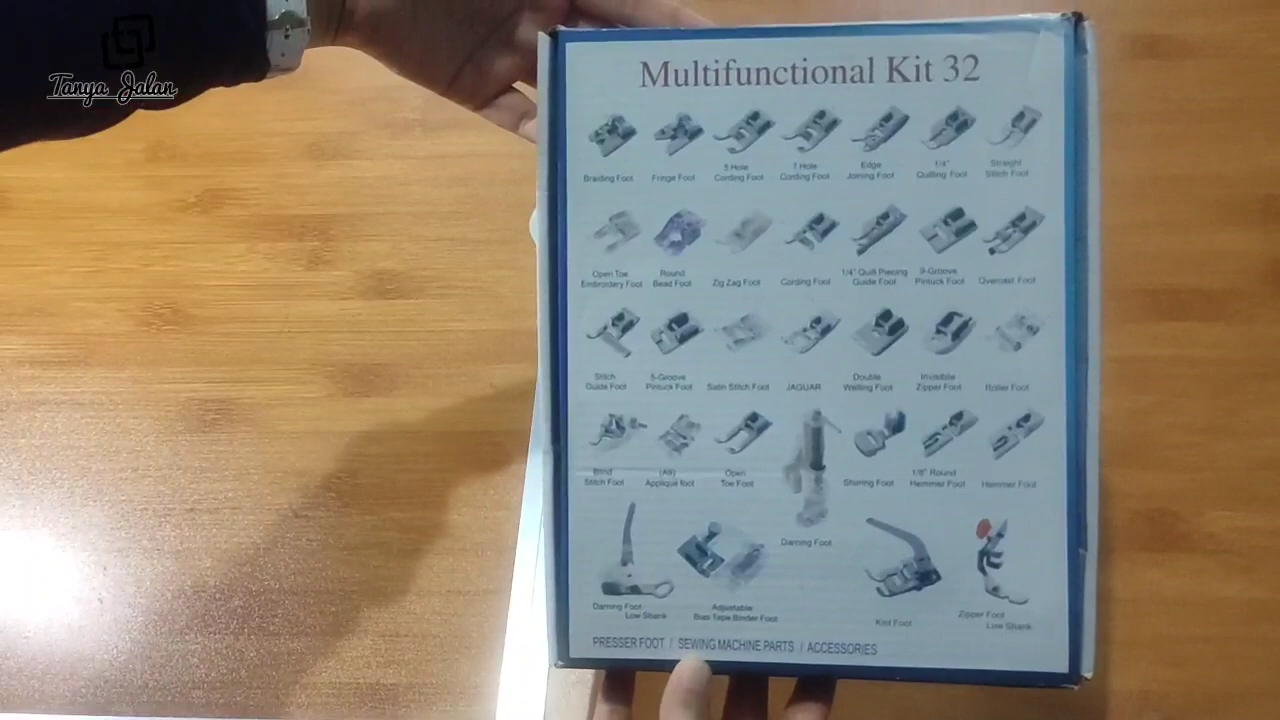 Tanya Jalan
Multifunctional Kit 32
Braiding Foot
Fringe Foot
5 Hole
Cording Foot
7 Hole
Cording Foot
Edge
Joining Foot
1/4"
Quilting Foot
Straight
Stitch Foot
Open Toe
Embroidery Foot
Round
Bead Foot
Zig Zag Foot
Cording Foot
1/4" Quilt Piecing
Guide Foot
9-Groove
Pintuck Foot
Overcast Foot
Stitch
Guide Foot
5-Groove
Pintuck Foot
Satin Stitch Foot
JAGUAR
Double
Welting Foot
Invisible
Zipper Foot
Roller Foot
Blind
Stitch Foot
Applique foot
Open
Toe Foot
Darning Foot
Shirring Foot
1/8" Round
Hemmer Foot
Hemmer Foot
Darning Foot
Low Shank
Adjustable
Bias Tape Binder Foot
Knit Foot
Zipper Foot
Low Shank
PRESSER FOOT / SEWING MACHINE PARTS / ACCESSORIES